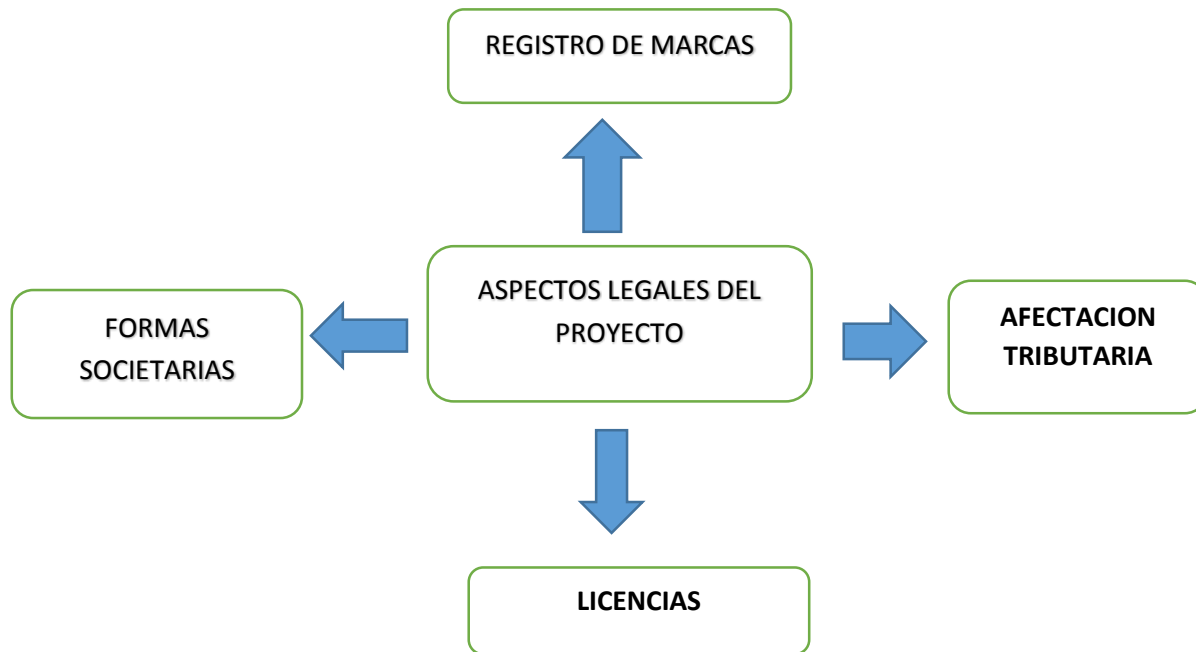 REGISTRO DE MARCAS
ASPECTOS LEGALES DEL
PROYECTO
FORMAS
SOCIETARIAS
AFECTACION
TRIBUTARIA
LICENCIAS